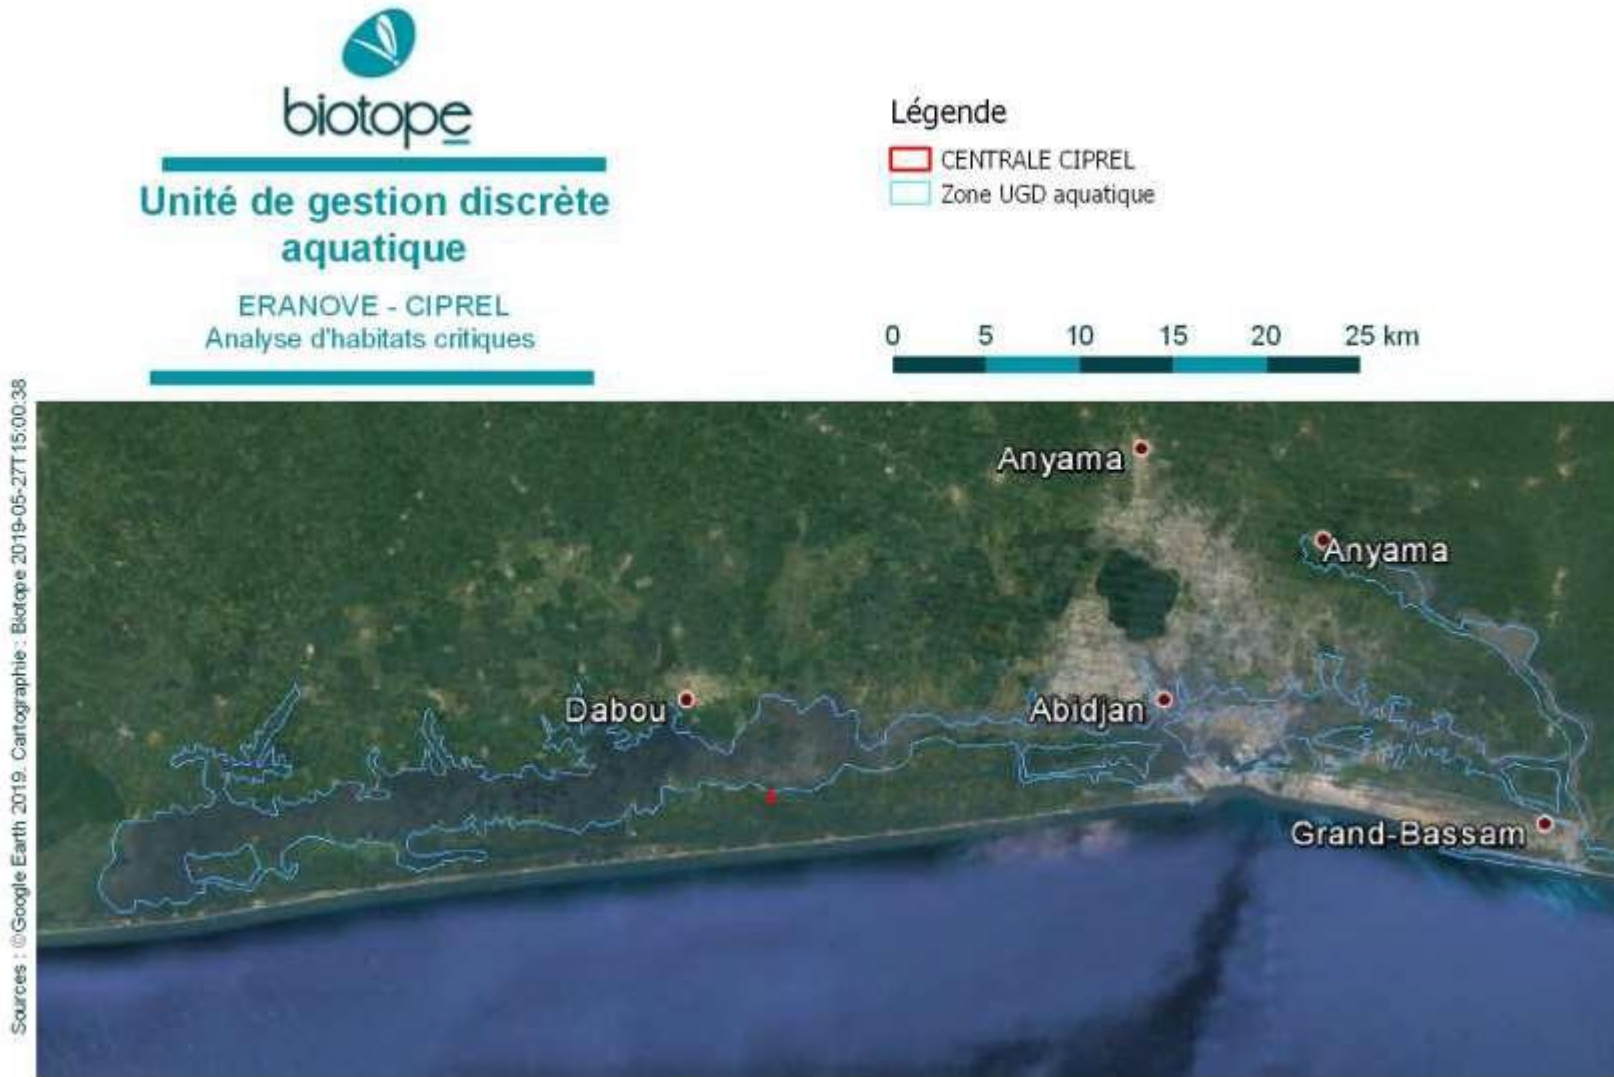 biotope
Unité de gestion discrète
aquatique
ERANOVE - CIPREL
Analyse d'habitats critiques
Légende
CENTRALE CIPREL
Zone UGD aquatique
0 5 10 15 20 25 km
Sources : ©Google Earth 2019. Cartographie : Biotope 2019-05-27T15:00:38
Anyama
Anyama
Dabou
Abidjan
Grand-Bassam